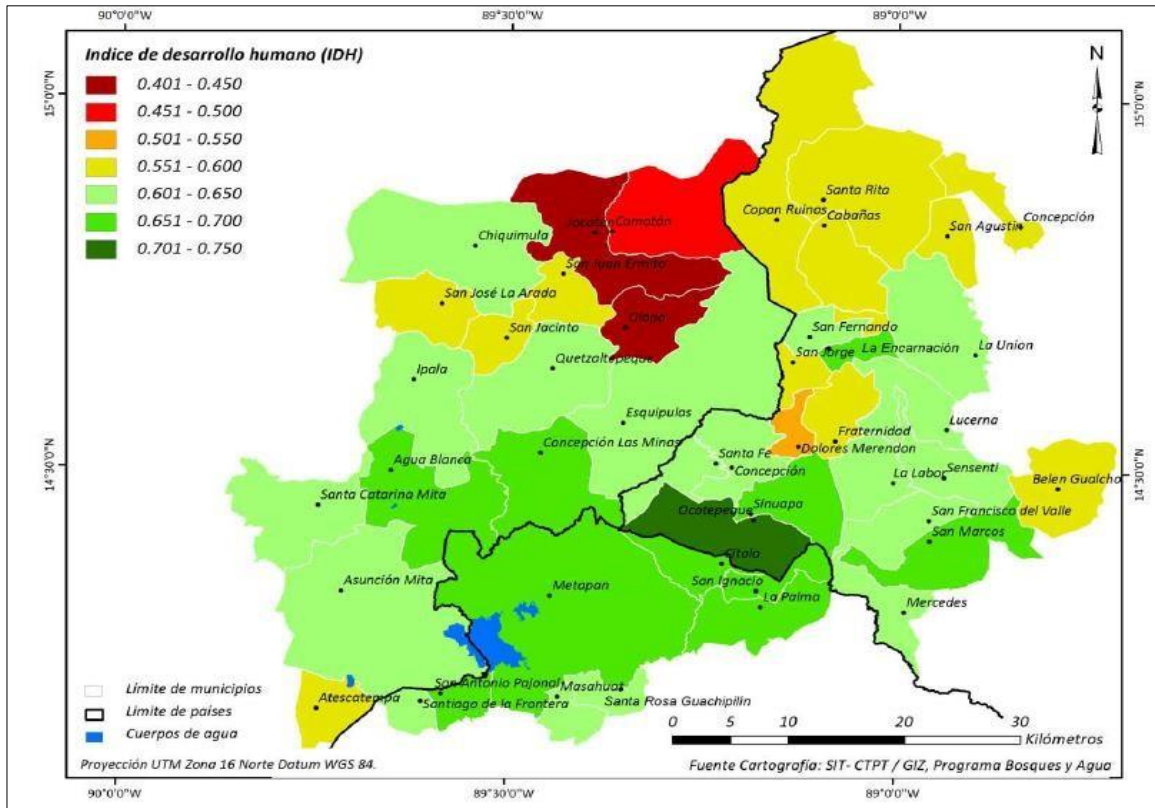 90°0'0"W
89°30'0"W
89°0'0"W
Indice de desarrollo humano (IDH)
0.401 - 0.450
0.451 - 0.500
0.501 - 0.550
0.551 - 0.600
0.601 - 0.650
0.651 - 0.700
0.701 - 0.750
N
15°0'0"N
15°0'0"N
Santa Rita
Copan Ruinas
Cabañas
Concepción
San Agustin
Jocotán
Camotán
Chiquimula
San Juan Ermita
San José La Arada
Olopa
San Jacinto
San Fernando
La Encarnación
San Jorge
La Union
Quetzaltepeque
Ipala
Esquipulas
Lucerna
Fraternidad
Concepción Las Minas
Dolores Merendon
Santa Fe
Concepción
14°30'0"N
14°30'0"N
Agua Blanca
La Labor
Sensenti
Belen Gualcho
Santa Catarina Mita
Ocotepeque
Sinuapa
San Francisco del Valle
San Marcos
Citala
Asunción Mita
Metapan
San Ignacio
La Palma
Mercedes
Límite de municipios
Límite de países
Cuerpos de agua
Atescatempa
San Antonio Pajonal
Santiago de la Frontera
Masahuat
Santa Rosa Guachipilín
0 5 10 20 30
Kilómetros
Proyección UTM Zona 16 Norte Datum WGS 84.
Fuente Cartografía: SIT- CTPT / GIZ, Programa Bosques y Agua
90°0'0"W
89°30'0"W
89°0'0"W